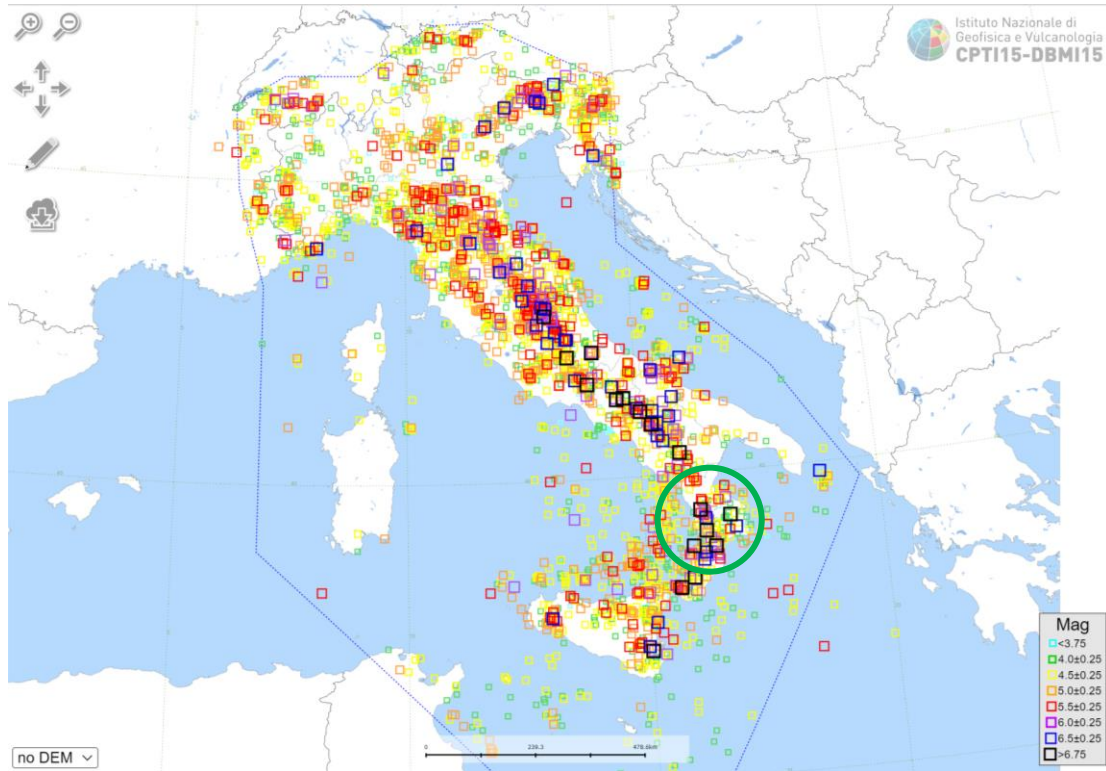 Istituto Nazionale di
Geofisica e Vulcanologia
CPTI15-DBMI15
Mag
<3.75
4.0±0.25
4.5±0.25
5.0±0.25
5.5±0.25
6.0±0.25
6.5±0.25
>6.75
0
239.3
478.6km
no DEM